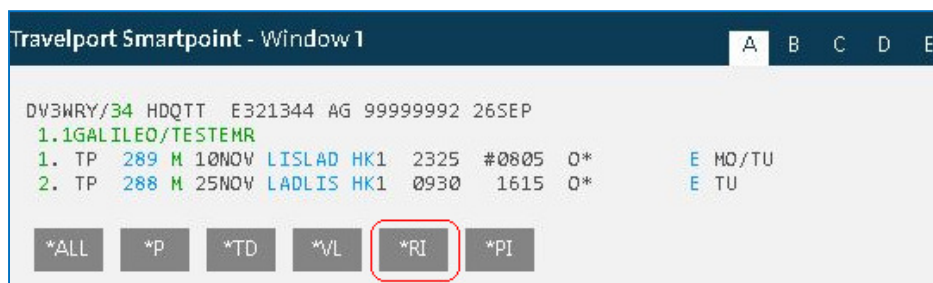 Travelport Smartpoint - Window 1 A B C D E
DV3WRY/34 HDQTT E321344 AG 99999992 26SEP
1.1GALILEO/TESTEMR
1. TP 289 M 10NOV LISLAD HK1 2325 #0805 O* E MO/TU
2. TP 288 M 25NOV LADLIS HK1 0930 1615 O* E TU
*ALL *P *TD *VL *RI *PI